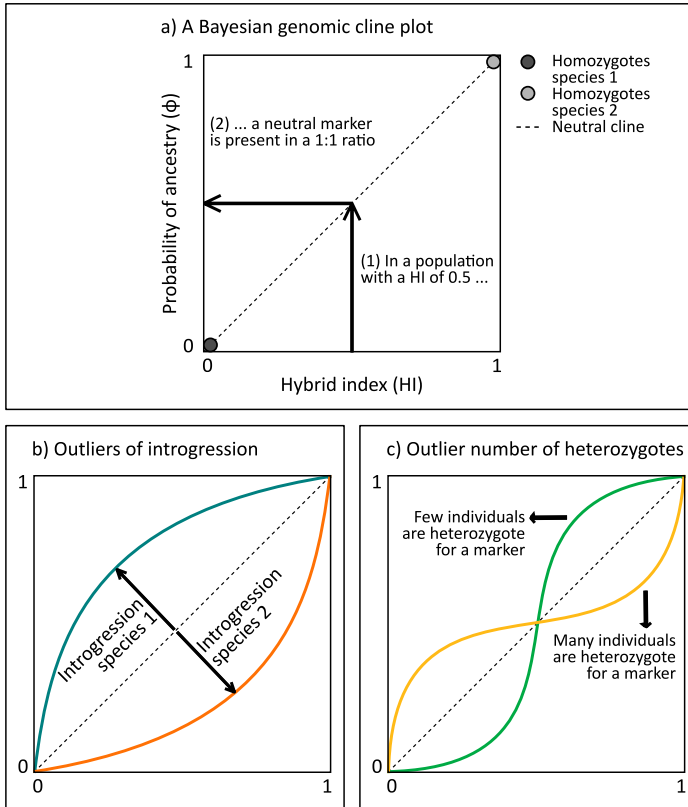 a) A Bayesian genomic cline plot
1
Homozygotes
species 1
Homozygotes
species 2
Neutral cline
(2) ... a neutral marker
is present in a 1:1 ratio
Probability of ancestry (ϕ)
(1) In a population
with a HI of 0.5 ...
0
0
1
Hybrid index (HI)
b) Outliers of introgression
1
Introgression
species 1
Introgression
species 2
0
0
1
c) Outlier number of heterozygotes
1
Few individuals
are heterozygote
for a marker
Many individuals
are heterozygote
for a marker
0
0
1